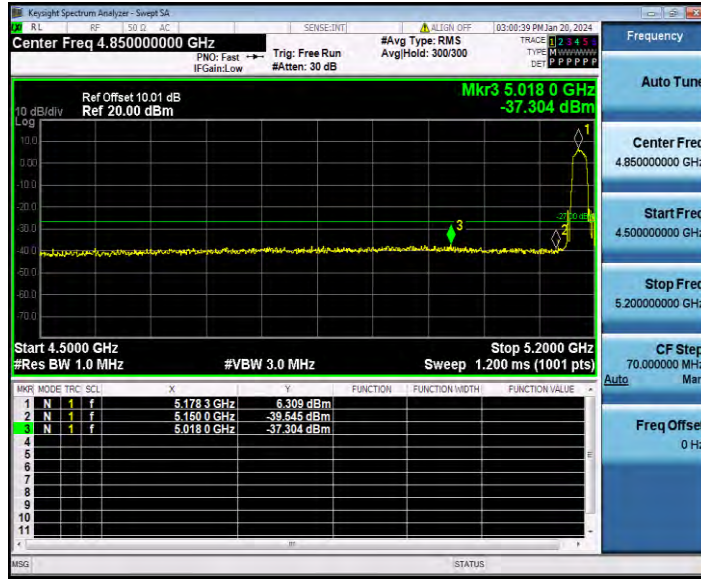 Keysight Spectrum Analyzer - Swept SA
RL RF 50 Ω AC SENSE:INT ALIGN OFF 03:00:39 PM Jan 20, 2024
Center Freq 4.850000000 GHz
PNO: Fast
IFGain:Low
Trig: Free Run
#Atten: 30 dB
#Avg Type: RMS
Avg|Hold: 300/300
TRACE 1 2 3 4 5 6
TYPE M WWWWW
DET P P P P P P
Mkr3 5.018 0 GHz
-37.304 dBm
Ref Offset 10.01 dB
Ref 20.00 dBm
10 dB/div
Log
10.0
0.00
-10.0
-20.0
-30.0
-40.0
-50.0
-60.0
-70.0
1
2
3
Start 4.5000 GHz
Stop 5.2000 GHz
#Res BW 1.0 MHz
#VBW 3.0 MHz
Sweep 1.200 ms (1001 pts)
MKR MODE TRC SCL X Y FUNCTION FUNCTION WIDTH FUNCTION VALUE
1 N 1 f 5.178 3 GHz 6.309 dBm
2 N 1 f 5.150 0 GHz -39.545 dBm
3 N 1 f 5.018 0 GHz -37.304 dBm
4
5
6
7
8
9
10
11
MSG STATUS
Frequency
Auto Tune
Center Freq
4.850000000 GHz
Start Freq
4.500000000 GHz
Stop Freq
5.200000000 GHz
CF Step
70.000000 MHz
Auto Man
Freq Offset
0 Hz